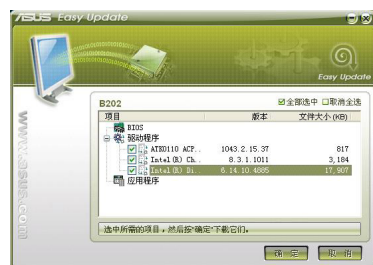 ASUS Easy Update
Easy Update
B202
全部选中 取消全选
项目 版本 文件大小(KB)
BIOS
驱动程序
ATK0110 ACP.. 1043.2.15.37 817
Intel(R) Ch.. 8.3.1.1011 3,184
Intel(R) Di.. 6.14.10.4885 17,907
应用程序
选中所需的项目，然后按"确定"下载它们。
确 定 取 消
www.asus.com